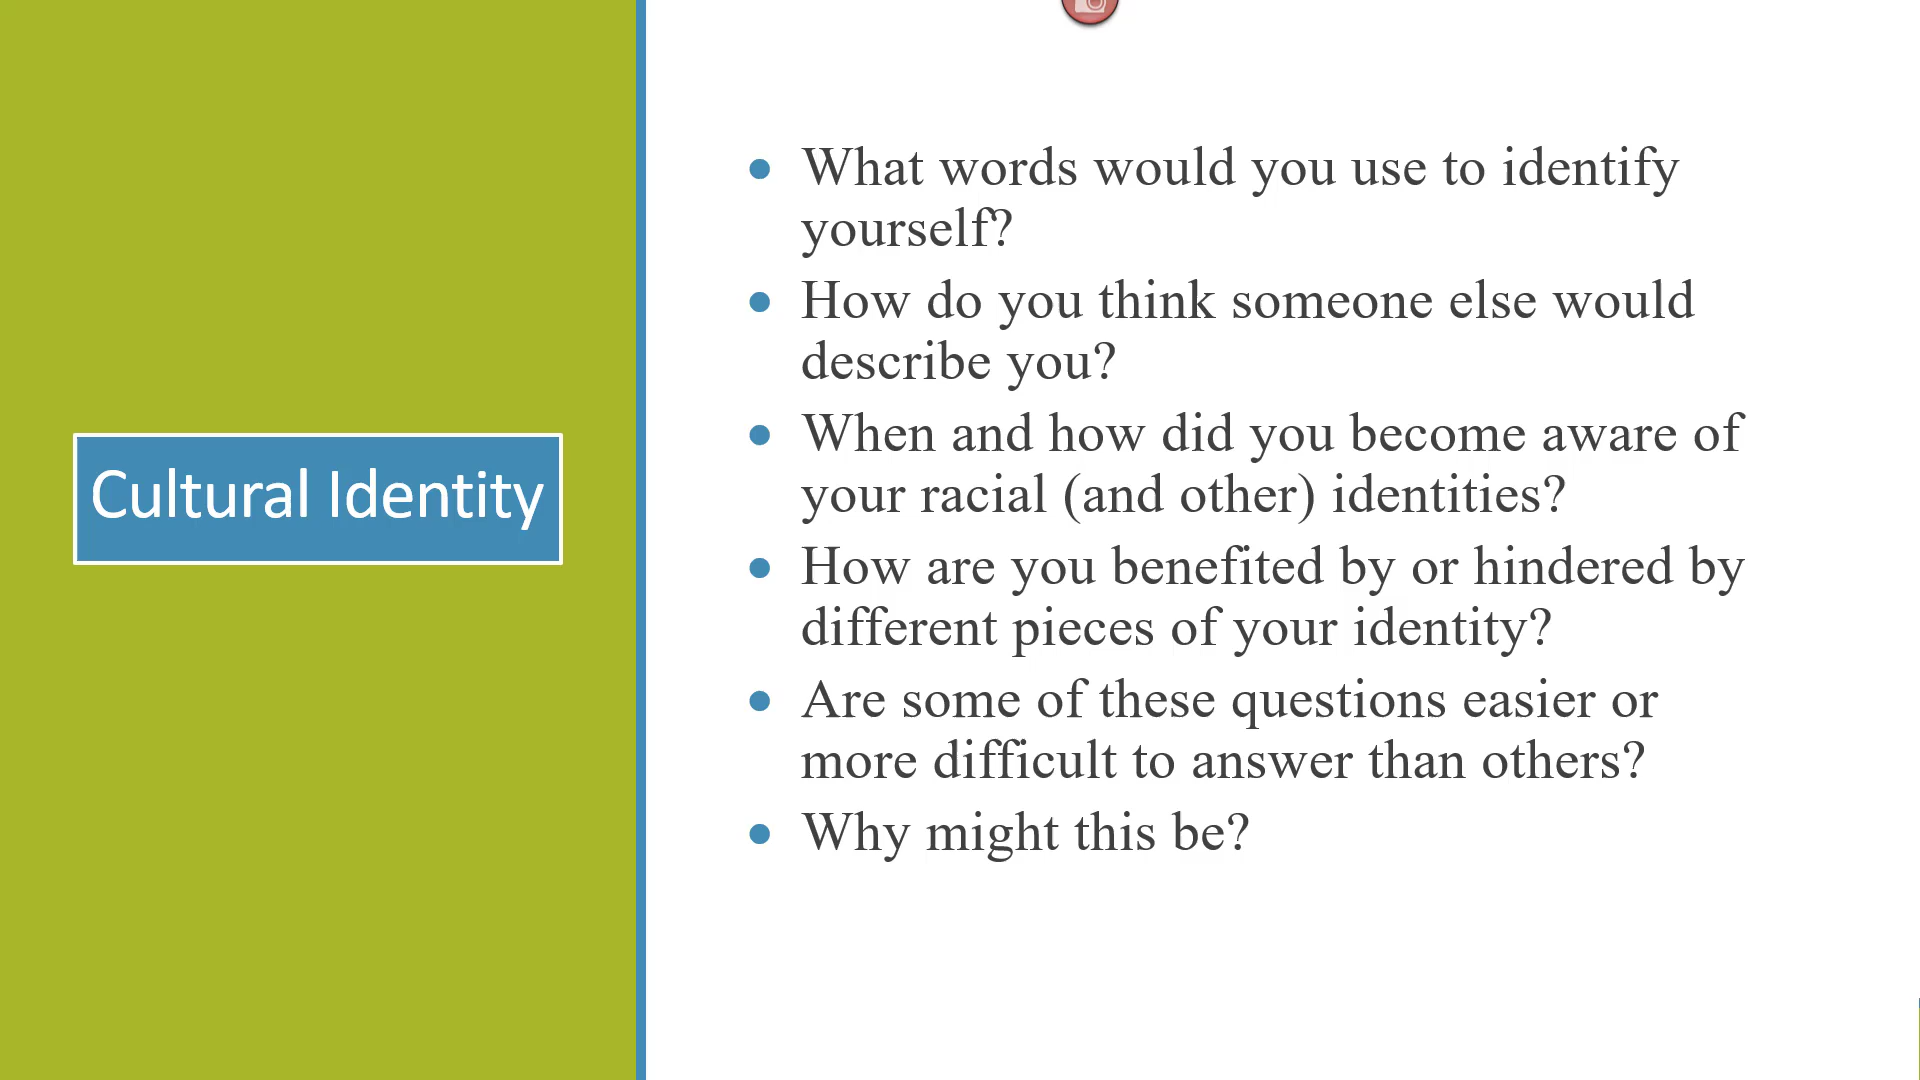 Cultural Identity
• What words would you use to identify
yourself?
• How do you think someone else would
describe you?
• When and how did you become aware of
your racial (and other) identities?
• How are you benefited by or hindered by
different pieces of your identity?
• Are some of these questions easier or
more difficult to answer than others?
• Why might this be?